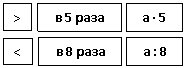 > в 5 раза а · 5
< в 8 раза а : 8